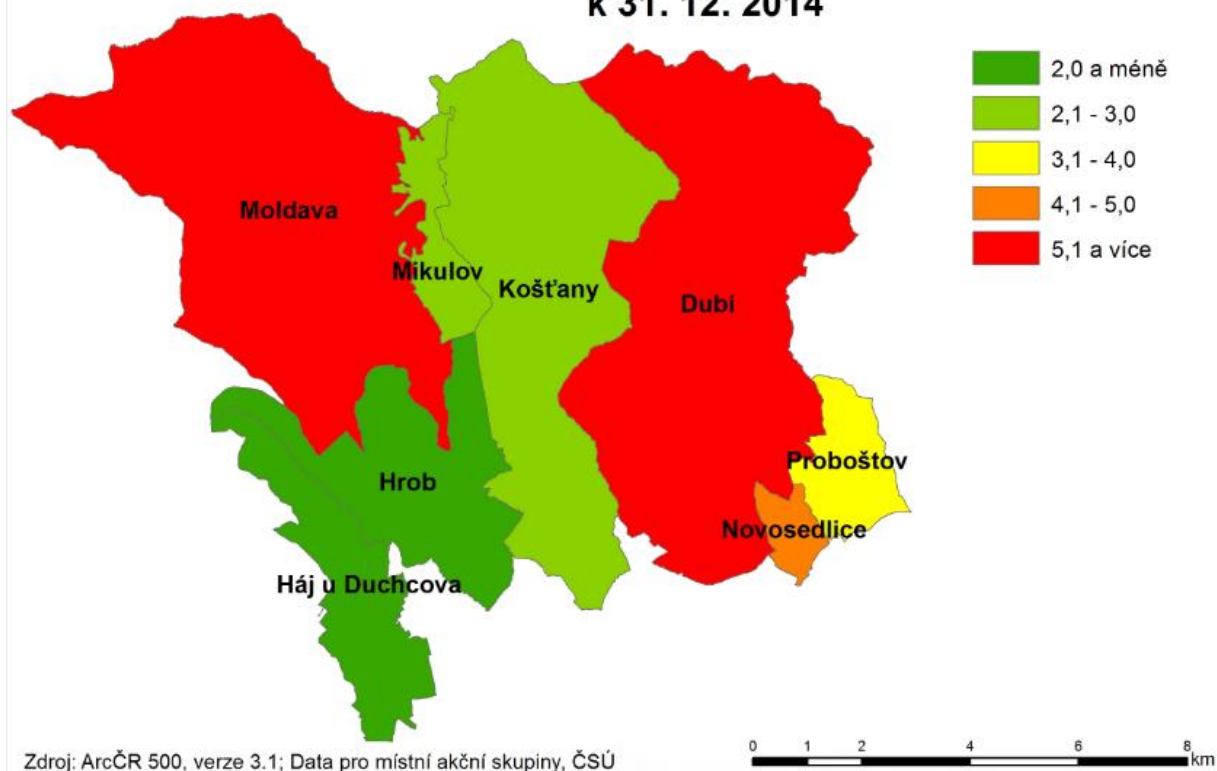 k 31. 12. 2014
2,0 a méně
2,1 - 3,0
3,1 - 4,0
4,1 - 5,0
5,1 a více
Moldava
Mikulov
Košťany
Dubí
Proboštov
Hrob
Novosedlice
Háj u Duchcova
0 1 2 4 6 8 km
Zdroj: ArcČR 500, verze 3.1; Data pro místní akční skupiny, ČSÚ